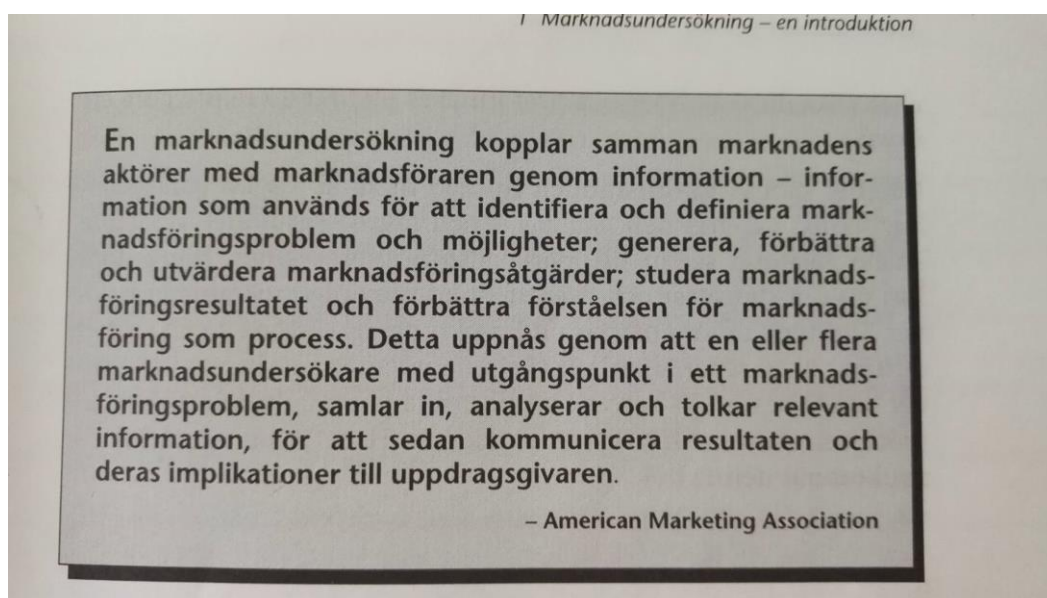 1 Marknadsundersökning – en introduktion
En marknadsundersökning kopplar samman marknadens
aktörer med marknadsföraren genom information – infor-
mation som används för att identifiera och definiera mark-
nadsföringsproblem och möjligheter; generera, förbättra
och utvärdera marknadsföringsåtgärder; studera marknads-
föringsresultatet och förbättra förståelsen för marknads-
föring som process. Detta uppnås genom att en eller flera
marknadsundersökare med utgångspunkt i ett marknads-
föringsproblem, samlar in, analyserar och tolkar relevant
information, för att sedan kommunicera resultaten och
deras implikationer till uppdragsgivaren.
– American Marketing Association